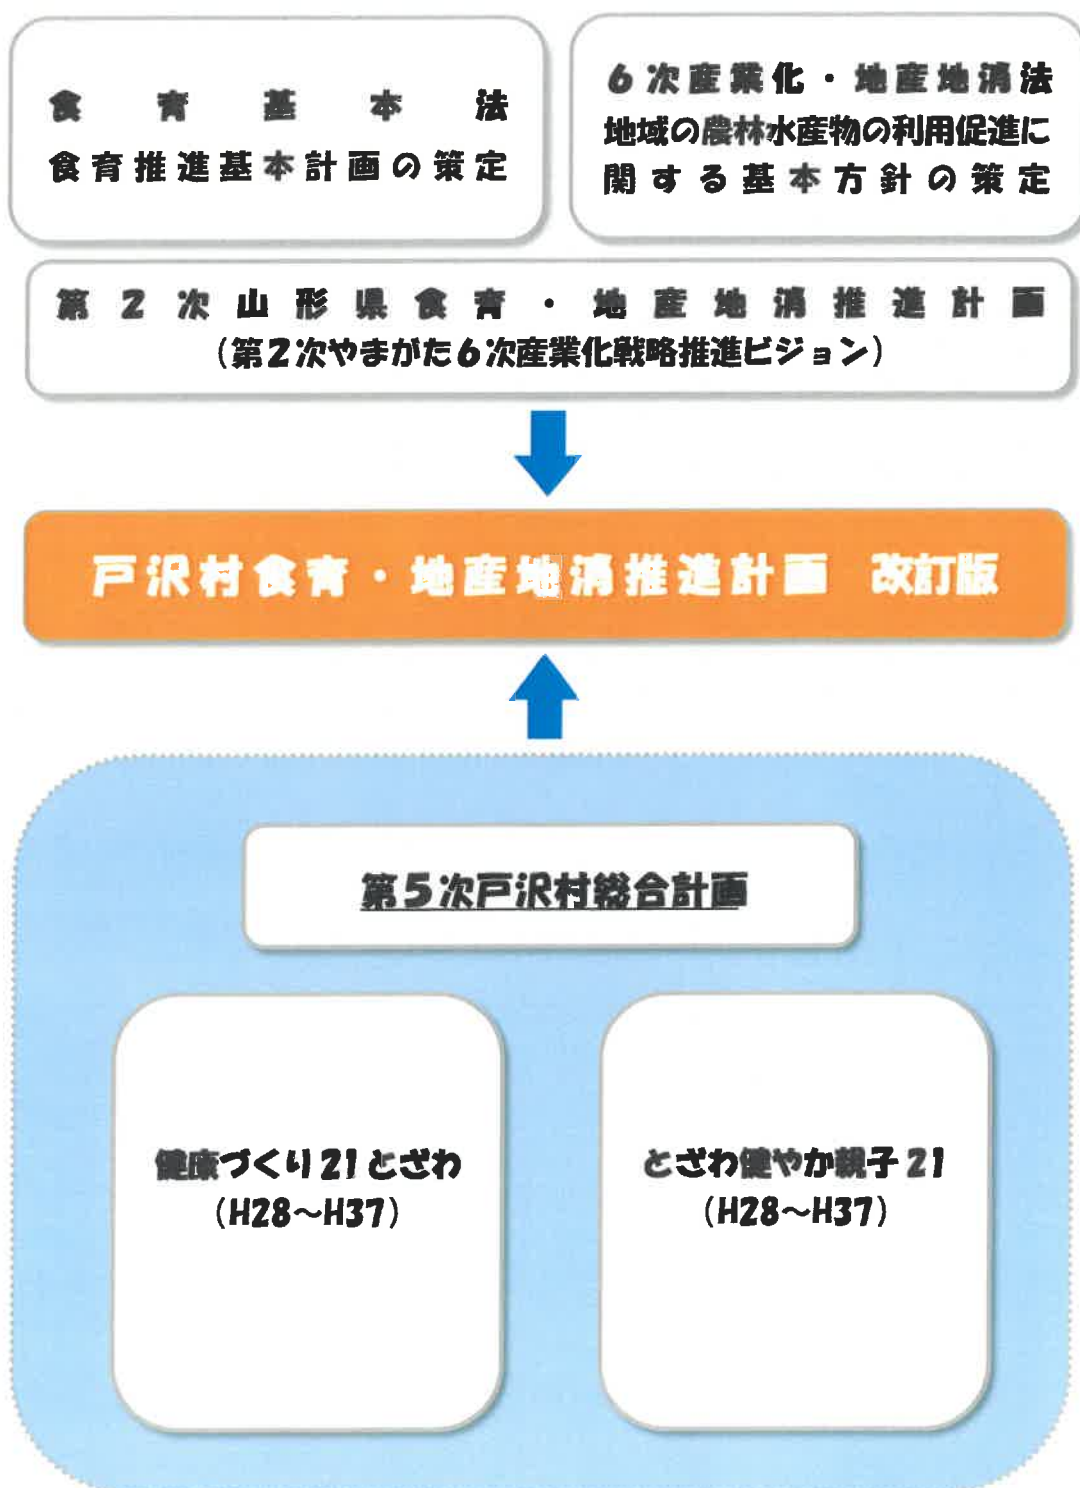 食育基本法
食育推進基本計画の策定
6次産業化・地産地消法
地域の農林水産物の利用促進に
関する基本方針の策定
第2次山形県食育・地産地消推進計画
(第2次やまがた6次産業化戦略推進ビジョン)
戸沢村食育・地産地消推進計画 改訂版
第5次戸沢村総合計画
健康づくり21とざわ
(H28～H37)
とざわ健やか親子21
(H28～H37)